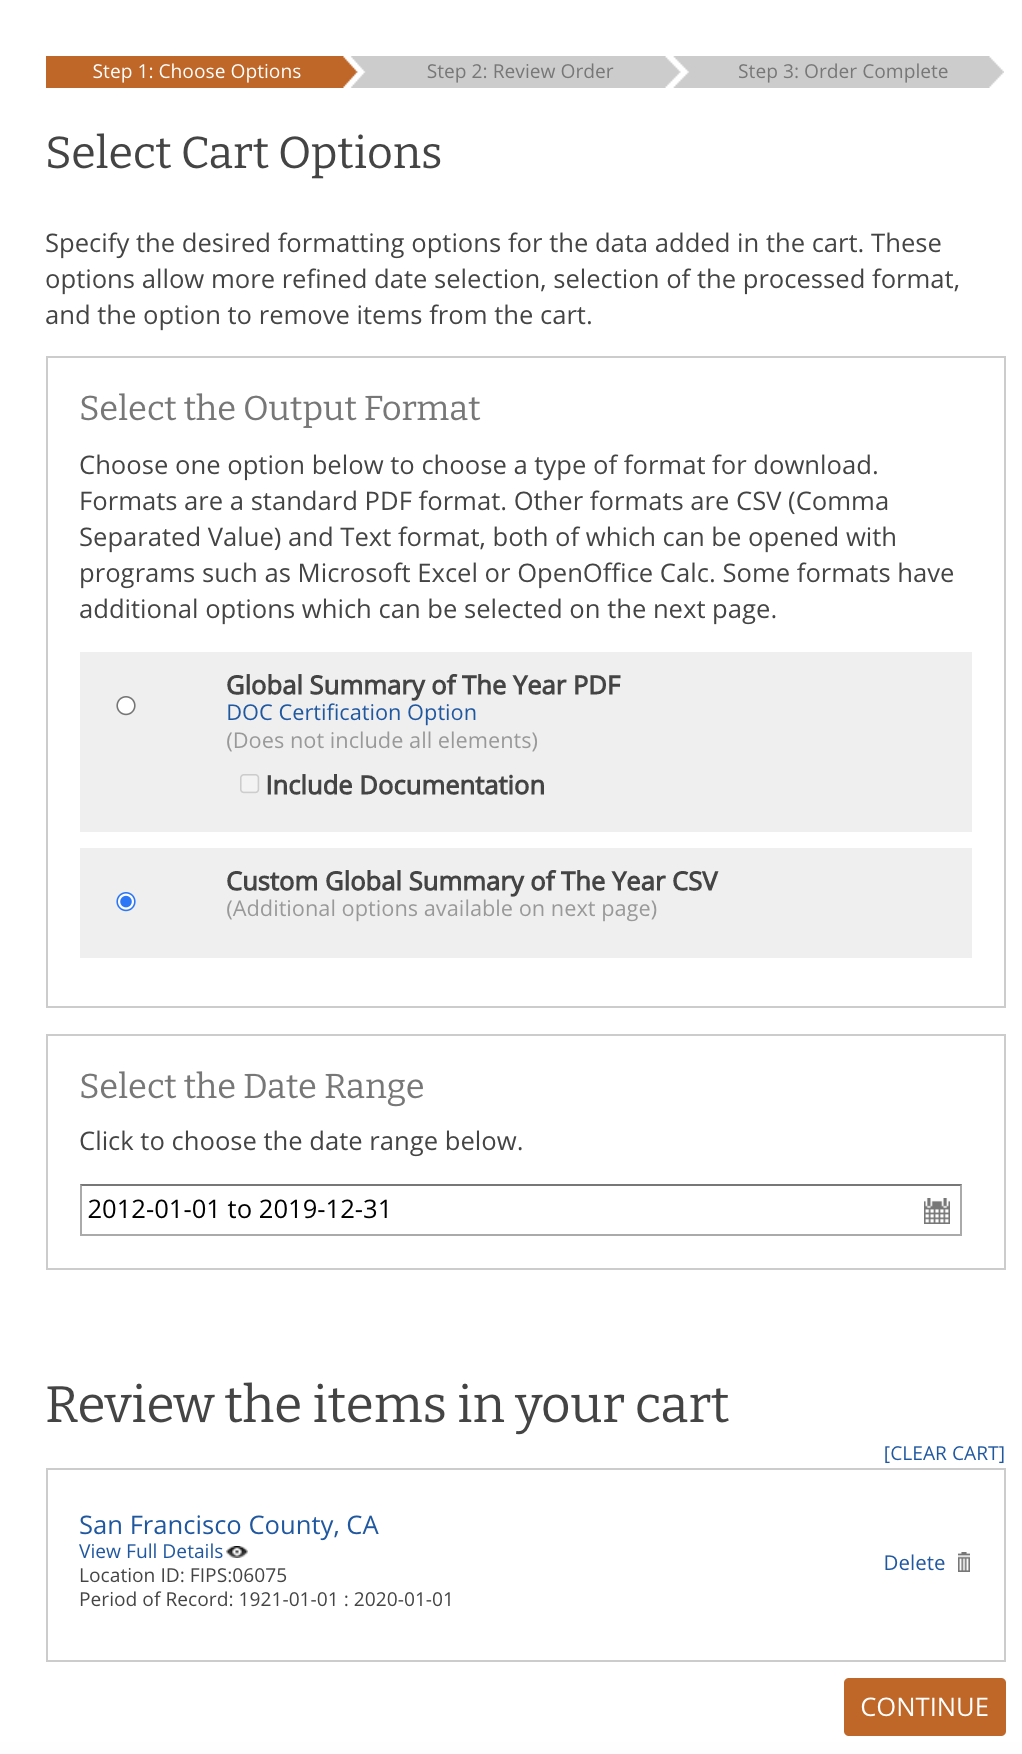 Step 1: Choose Options
Step 2: Review Order
Step 3: Order Complete
Select Cart Options
Specify the desired formatting options for the data added in the cart. These
options allow more refined date selection, selection of the processed format,
and the option to remove items from the cart.
Select the Output Format
Choose one option below to choose a type of format for download.
Formats are a standard PDF format. Other formats are CSV (Comma
Separated Value) and Text format, both of which can be opened with
programs such as Microsoft Excel or OpenOffice Calc. Some formats have
additional options which can be selected on the next page.
Global Summary of The Year PDF
DOC Certification Option
(Does not include all elements)
Include Documentation
Custom Global Summary of The Year CSV
(Additional options available on next page)
Select the Date Range
Click to choose the date range below.
2012-01-01 to 2019-12-31
Review the items in your cart
[CLEAR CART]
San Francisco County, CA
View Full Details
Location ID: FIPS:06075
Period of Record: 1921-01-01 : 2020-01-01
Delete
CONTINUE